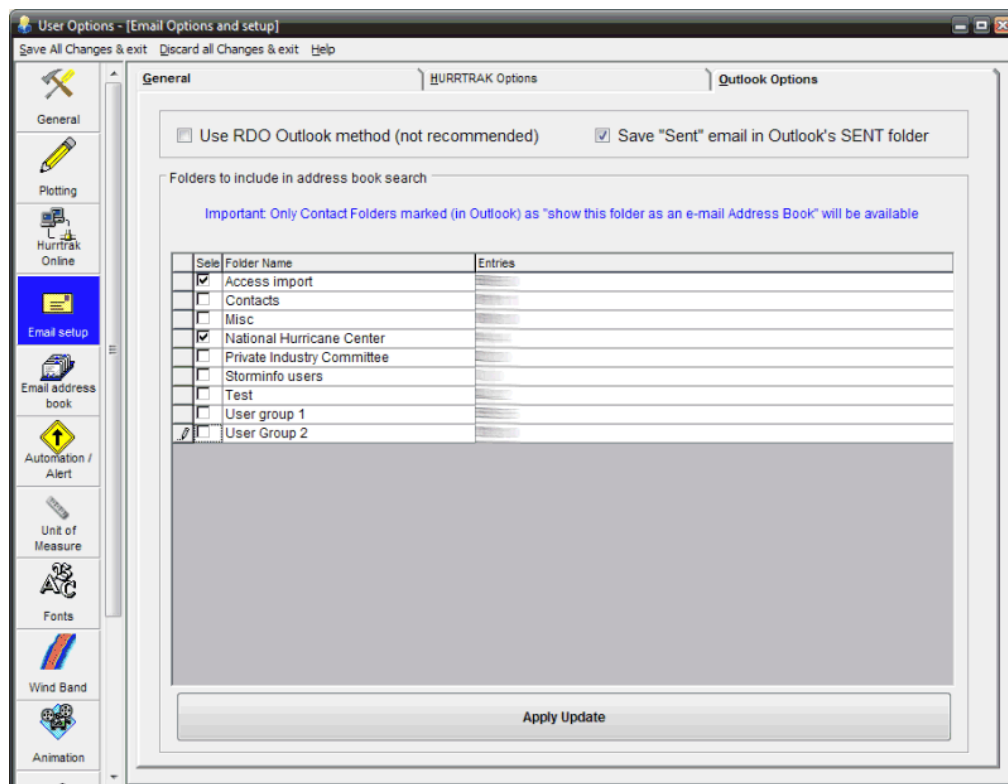 User Options - [Email Options and setup]
Save All Changes & exit Discard all Changes & exit Help
General
Plotting
Hurrtrak
Online
Email setup
Email address
book
Automation /
Alert
Unit of
Measure
Fonts
Wind Band
Animation
General HURRTRAK Options Outlook Options
Use RDO Outlook method (not recommended) Save "Sent" email in Outlook's SENT folder
Folders to include in address book search
Important: Only Contact Folders marked (in Outlook) as "show this folder as an e-mail Address Book" will be available
Sele Folder Name Entries
Access import
Contacts
Misc
National Hurricane Center
Private Industry Committee
Storminfo users
Test
User group 1
User Group 2
Apply Update